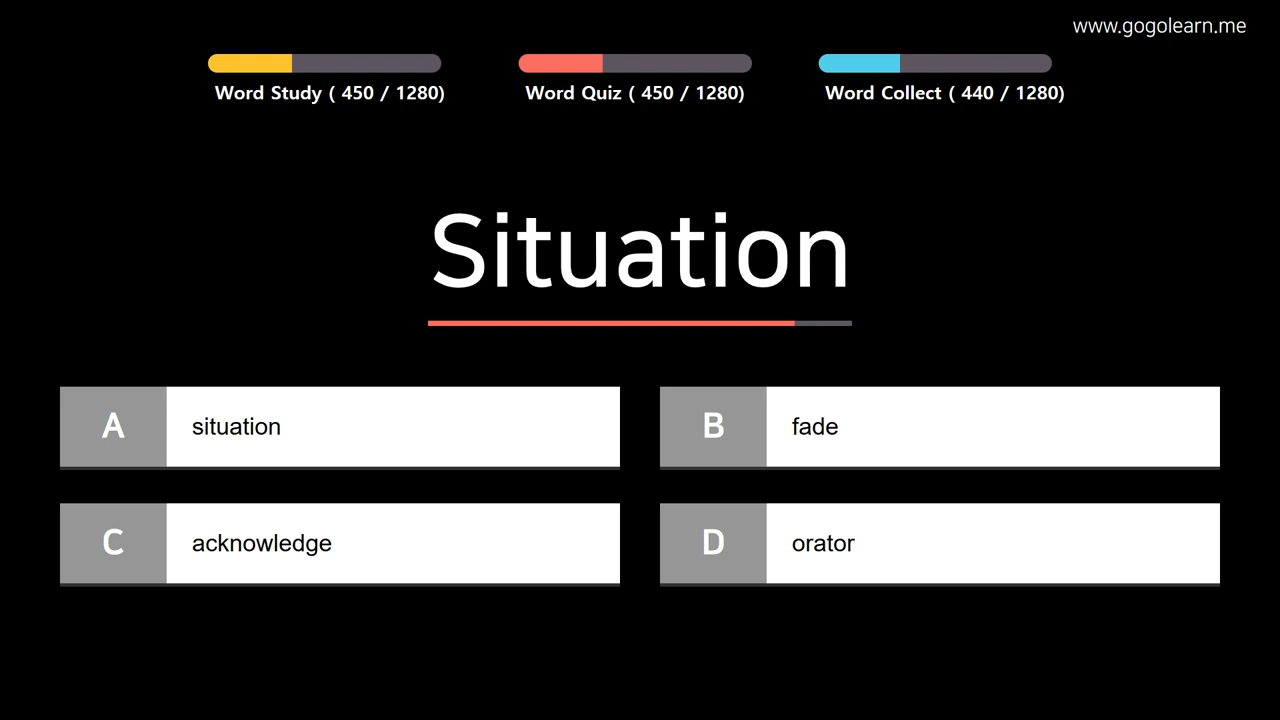 www.gogolearn.me
Word Study ( 450 / 1280)
Word Quiz ( 450 / 1280)
Word Collect ( 440 / 1280)
Situation
A situation
B fade
C acknowledge
D orator